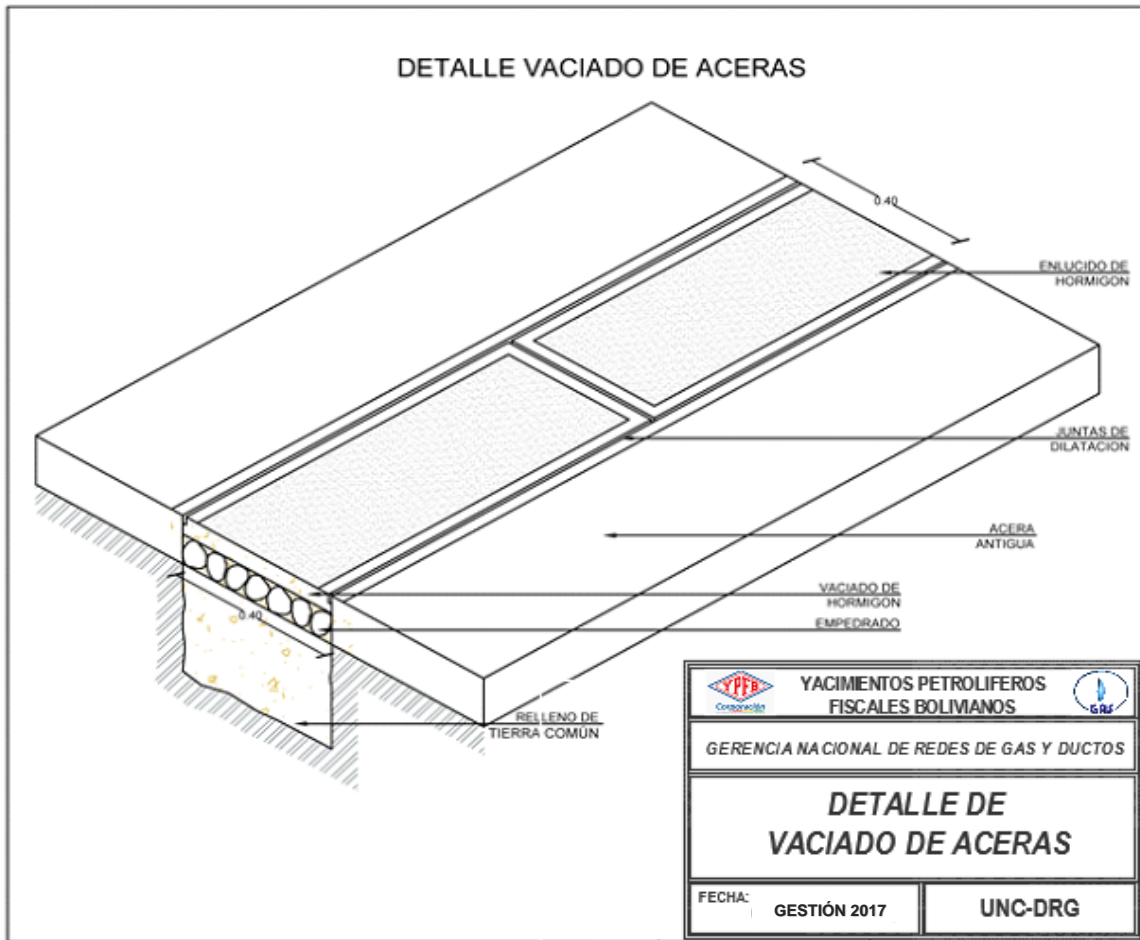 DETALLE VACIADO DE ACERAS
0.40
ENLUCIDO DE
HORMIGON
JUNTAS DE
DILATACION
ACERA
ANTIGUA
VACIADO DE
HORMIGON
0.40
EMPEDRADO
RELLENO DE
TIERRA COMÚN
YPFB
Corporación
YACIMIENTOS PETROLIFEROS
FISCALES BOLIVIANOS
GAS
GERENCIA NACIONAL DE REDES DE GAS Y DUCTOS
DETALLE DE
VACIADO DE ACERAS
FECHA:
GESTIÓN 2017
UNC-DRG